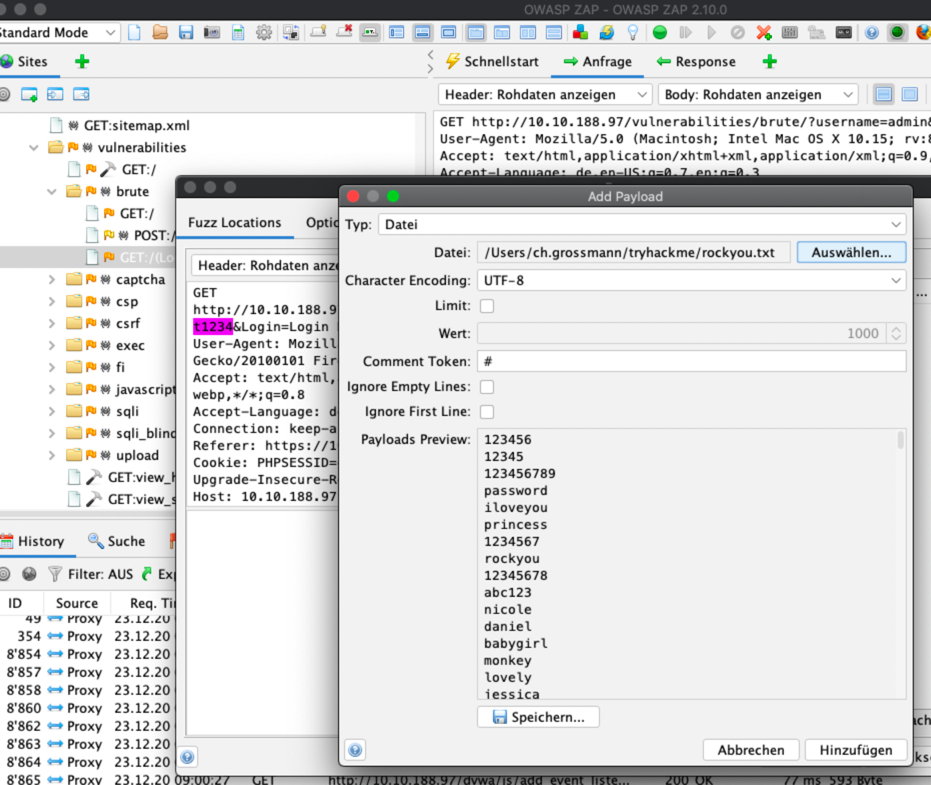 OWASP ZAP - OWASP ZAP 2.10.0
Standard Mode
Sites
Schnellstart
Anfrage
Response
Header: Rohdaten anzeigen
Body: Rohdaten anzeigen
GET http://10.10.188.97/vulnerabilities/brute/?username=admin&
User-Agent: Mozilla/5.0 (Macintosh; Intel Mac OS X 10.15; rv:8
Accept: text/html,application/xhtml+xml,application/xml;q=0.9,
Accept-Language: de,en-US;q=0.7,en;q=0.3
GET:sitemap.xml
vulnerabilities
GET:/
brute
GET:/
POST:/
GET:/(Lo
captcha
csp
csrf
exec
fi
javascript
sqli
sqli_blind
upload
GET:view_h
GET:view_s
Fuzz Locations
Optio
Header: Rohdaten anze
GET
http://10.10.188.9
t1234&Login=Login
User-Agent: Mozill
Gecko/20100101 Fir
Accept: text/html,
webp,*/*;q=0.8
Accept-Language: d
Connection: keep-a
Referer: https://1
Cookie: PHPSESSID=
Upgrade-Insecure-R
Host: 10.10.188.97
Add Payload
Typ: Datei
Datei: /Users/ch.grossmann/tryhackme/rockyou.txt Auswählen...
Character Encoding: UTF-8
Limit:
Wert: 1000
Comment Token: #
Ignore Empty Lines:
Ignore First Line:
Payloads Preview: 123456
12345
123456789
password
iloveyou
princess
1234567
rockyou
12345678
abc123
nicole
daniel
babygirl
monkey
lovely
jessica
Speichern...
Abbrechen
Hinzufügen
History
Suche
Filter: AUS
Exp
ID Source Req. Ti
49 Proxy 23.12.20
354 Proxy 23.12.20
8'854 Proxy 23.12.20
8'857 Proxy 23.12.20
8'858 Proxy 23.12.20
8'860 Proxy 23.12.20
8'862 Proxy 23.12.20
8'863 Proxy 23.12.20
8'864 Proxy 23.12.20
8'865 Proxy 23.12.20 09:00:27 GET http://10.10.188.97/dvwa/js/add_event_liste... 200 OK 77 ms 593 Byte